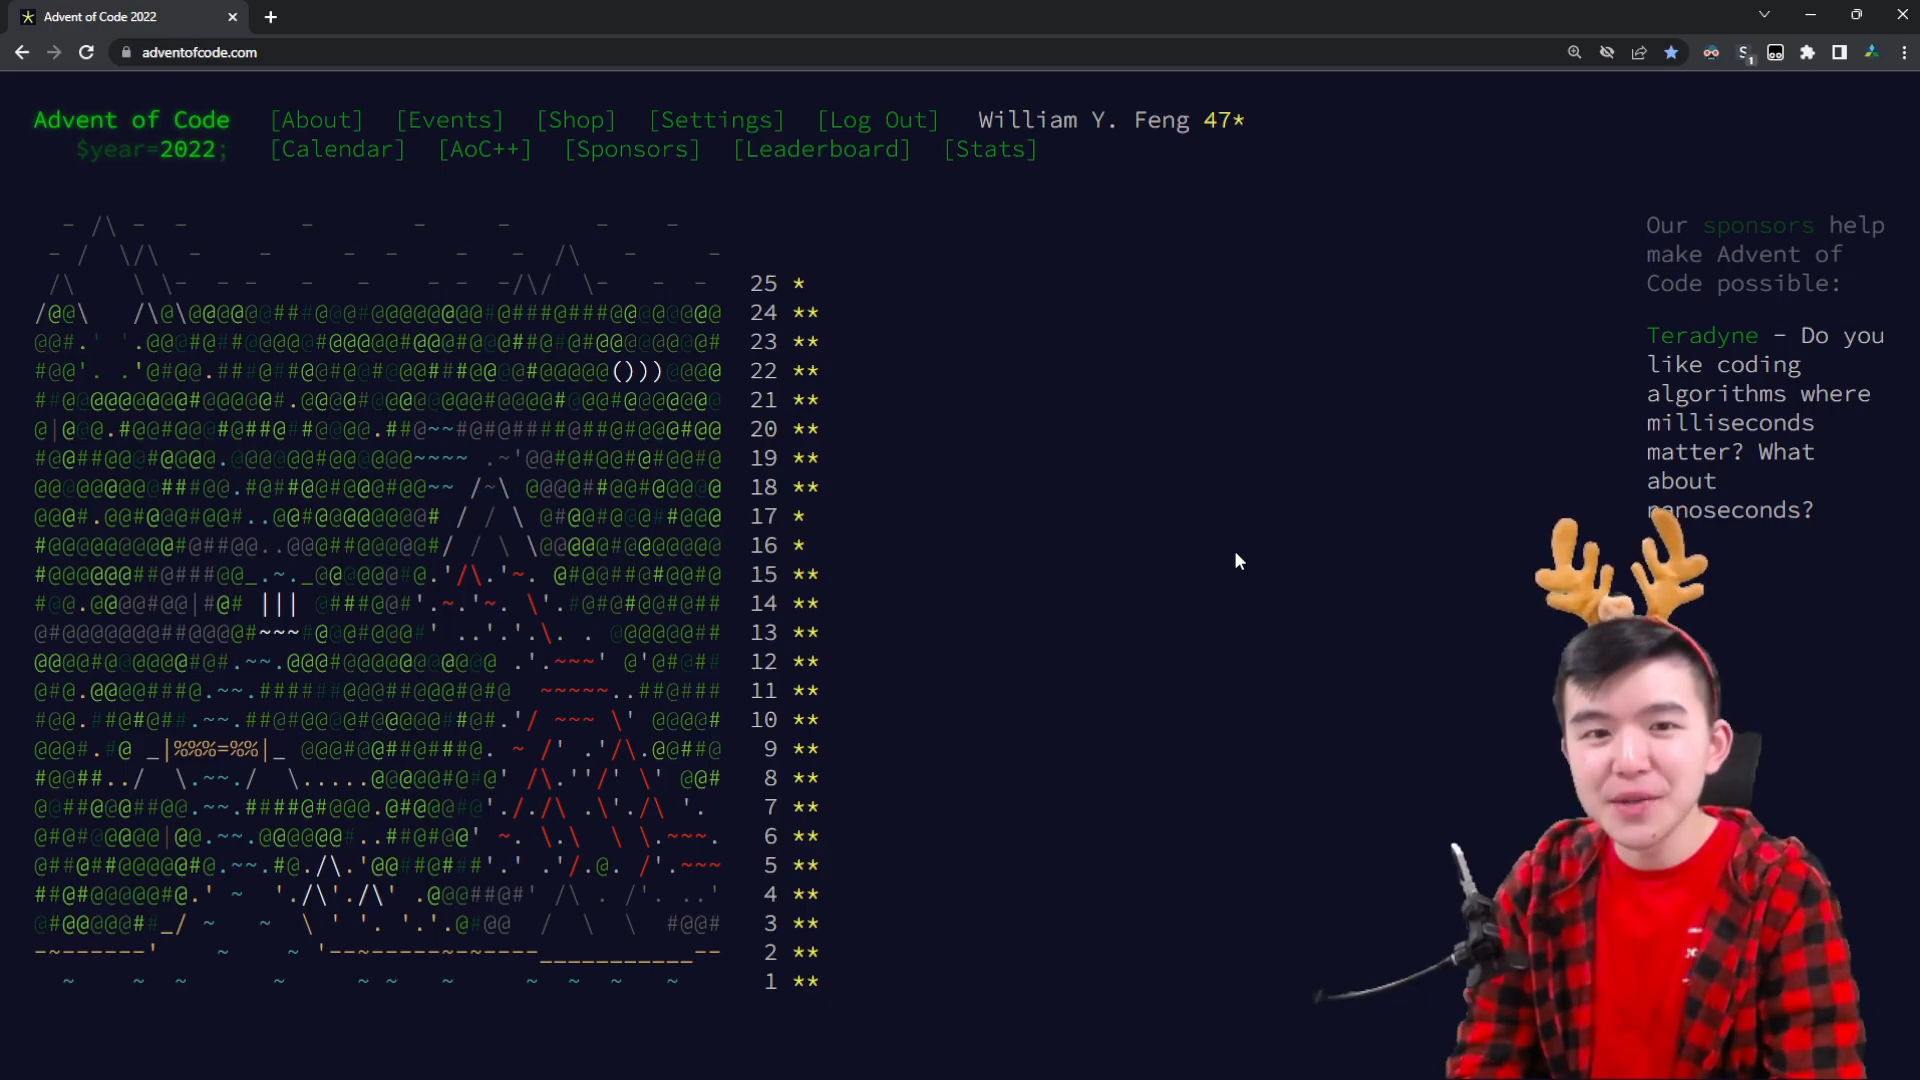 Advent of Code 2022
adventofcode.com
Advent of Code [About] [Events] [Shop] [Settings] [Log Out] William Y. Feng 47*
$year=2022; [Calendar] [AoC++] [Sponsors] [Leaderboard] [Stats]
25 *
24 **
23 **
22 **
21 **
20 **
19 **
18 **
17 *
16 *
15 **
14 **
13 **
12 **
11 **
10 **
9 **
8 **
7 **
6 **
5 **
4 **
3 **
2 **
1 **
Our sponsors help
make Advent of
Code possible:
Teradyne - Do you
like coding
algorithms where
milliseconds
matter? What
about
nanoseconds?